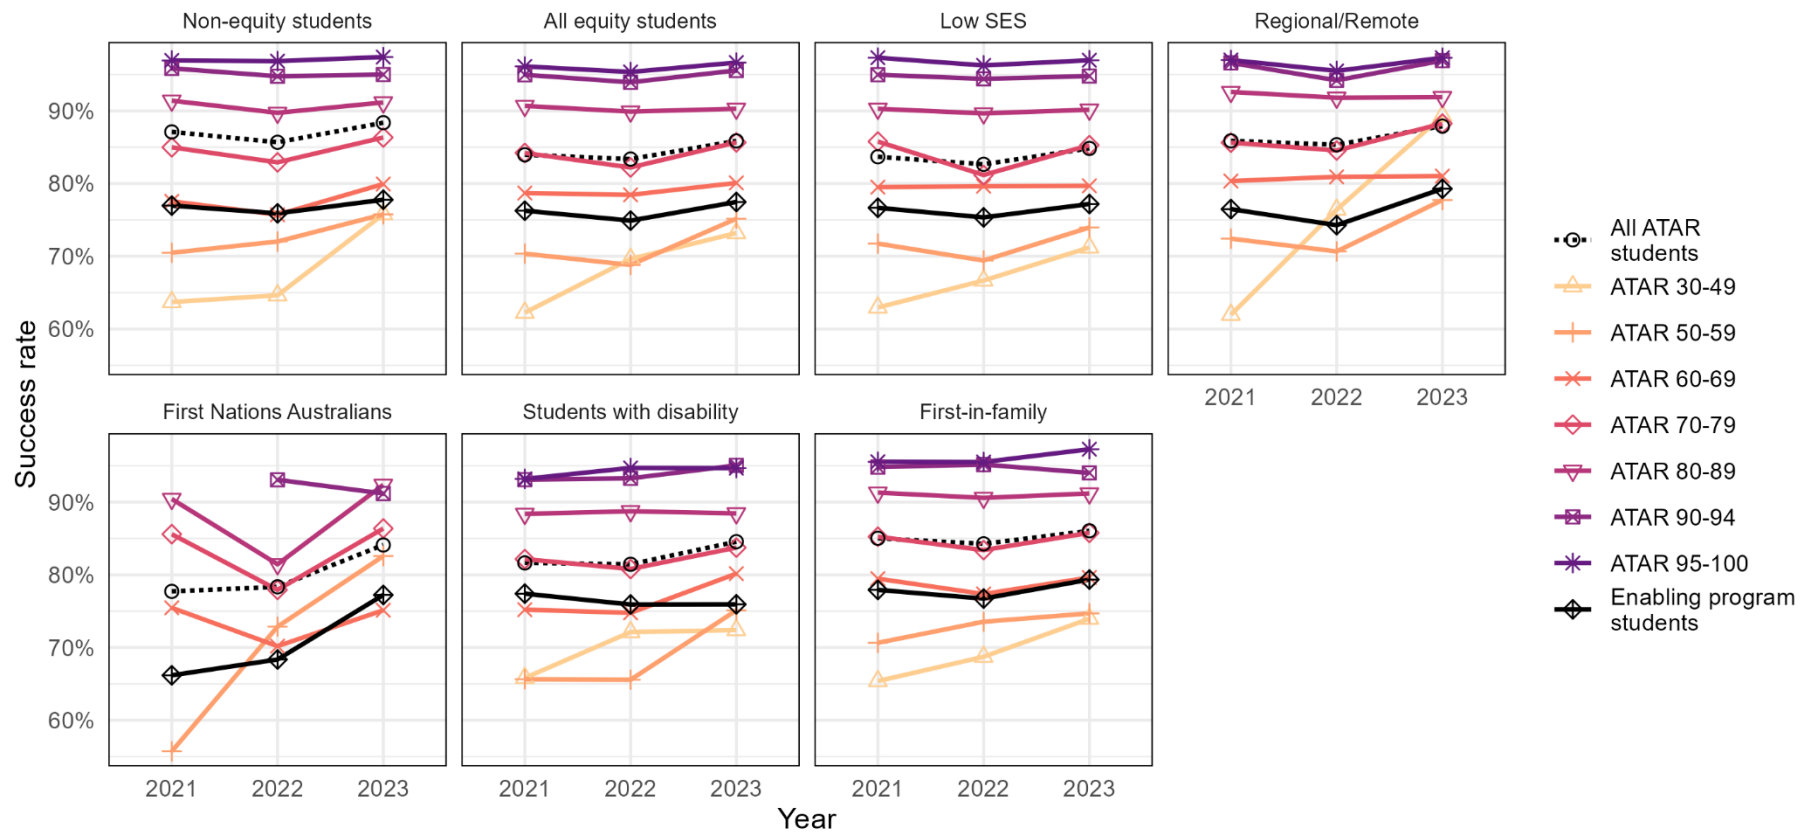 Non-equity students
All equity students
Low SES
Regional/Remote
90%
80%
70%
60%
2021
2022
2023
First Nations Australians
Students with disability
First-in-family
90%
80%
70%
60%
2021
2022
2023
2021
2022
2023
2021
2022
2023
Success rate
Year
All ATAR
students
ATAR 30-49
ATAR 50-59
ATAR 60-69
ATAR 70-79
ATAR 80-89
ATAR 90-94
ATAR 95-100
Enabling program
students